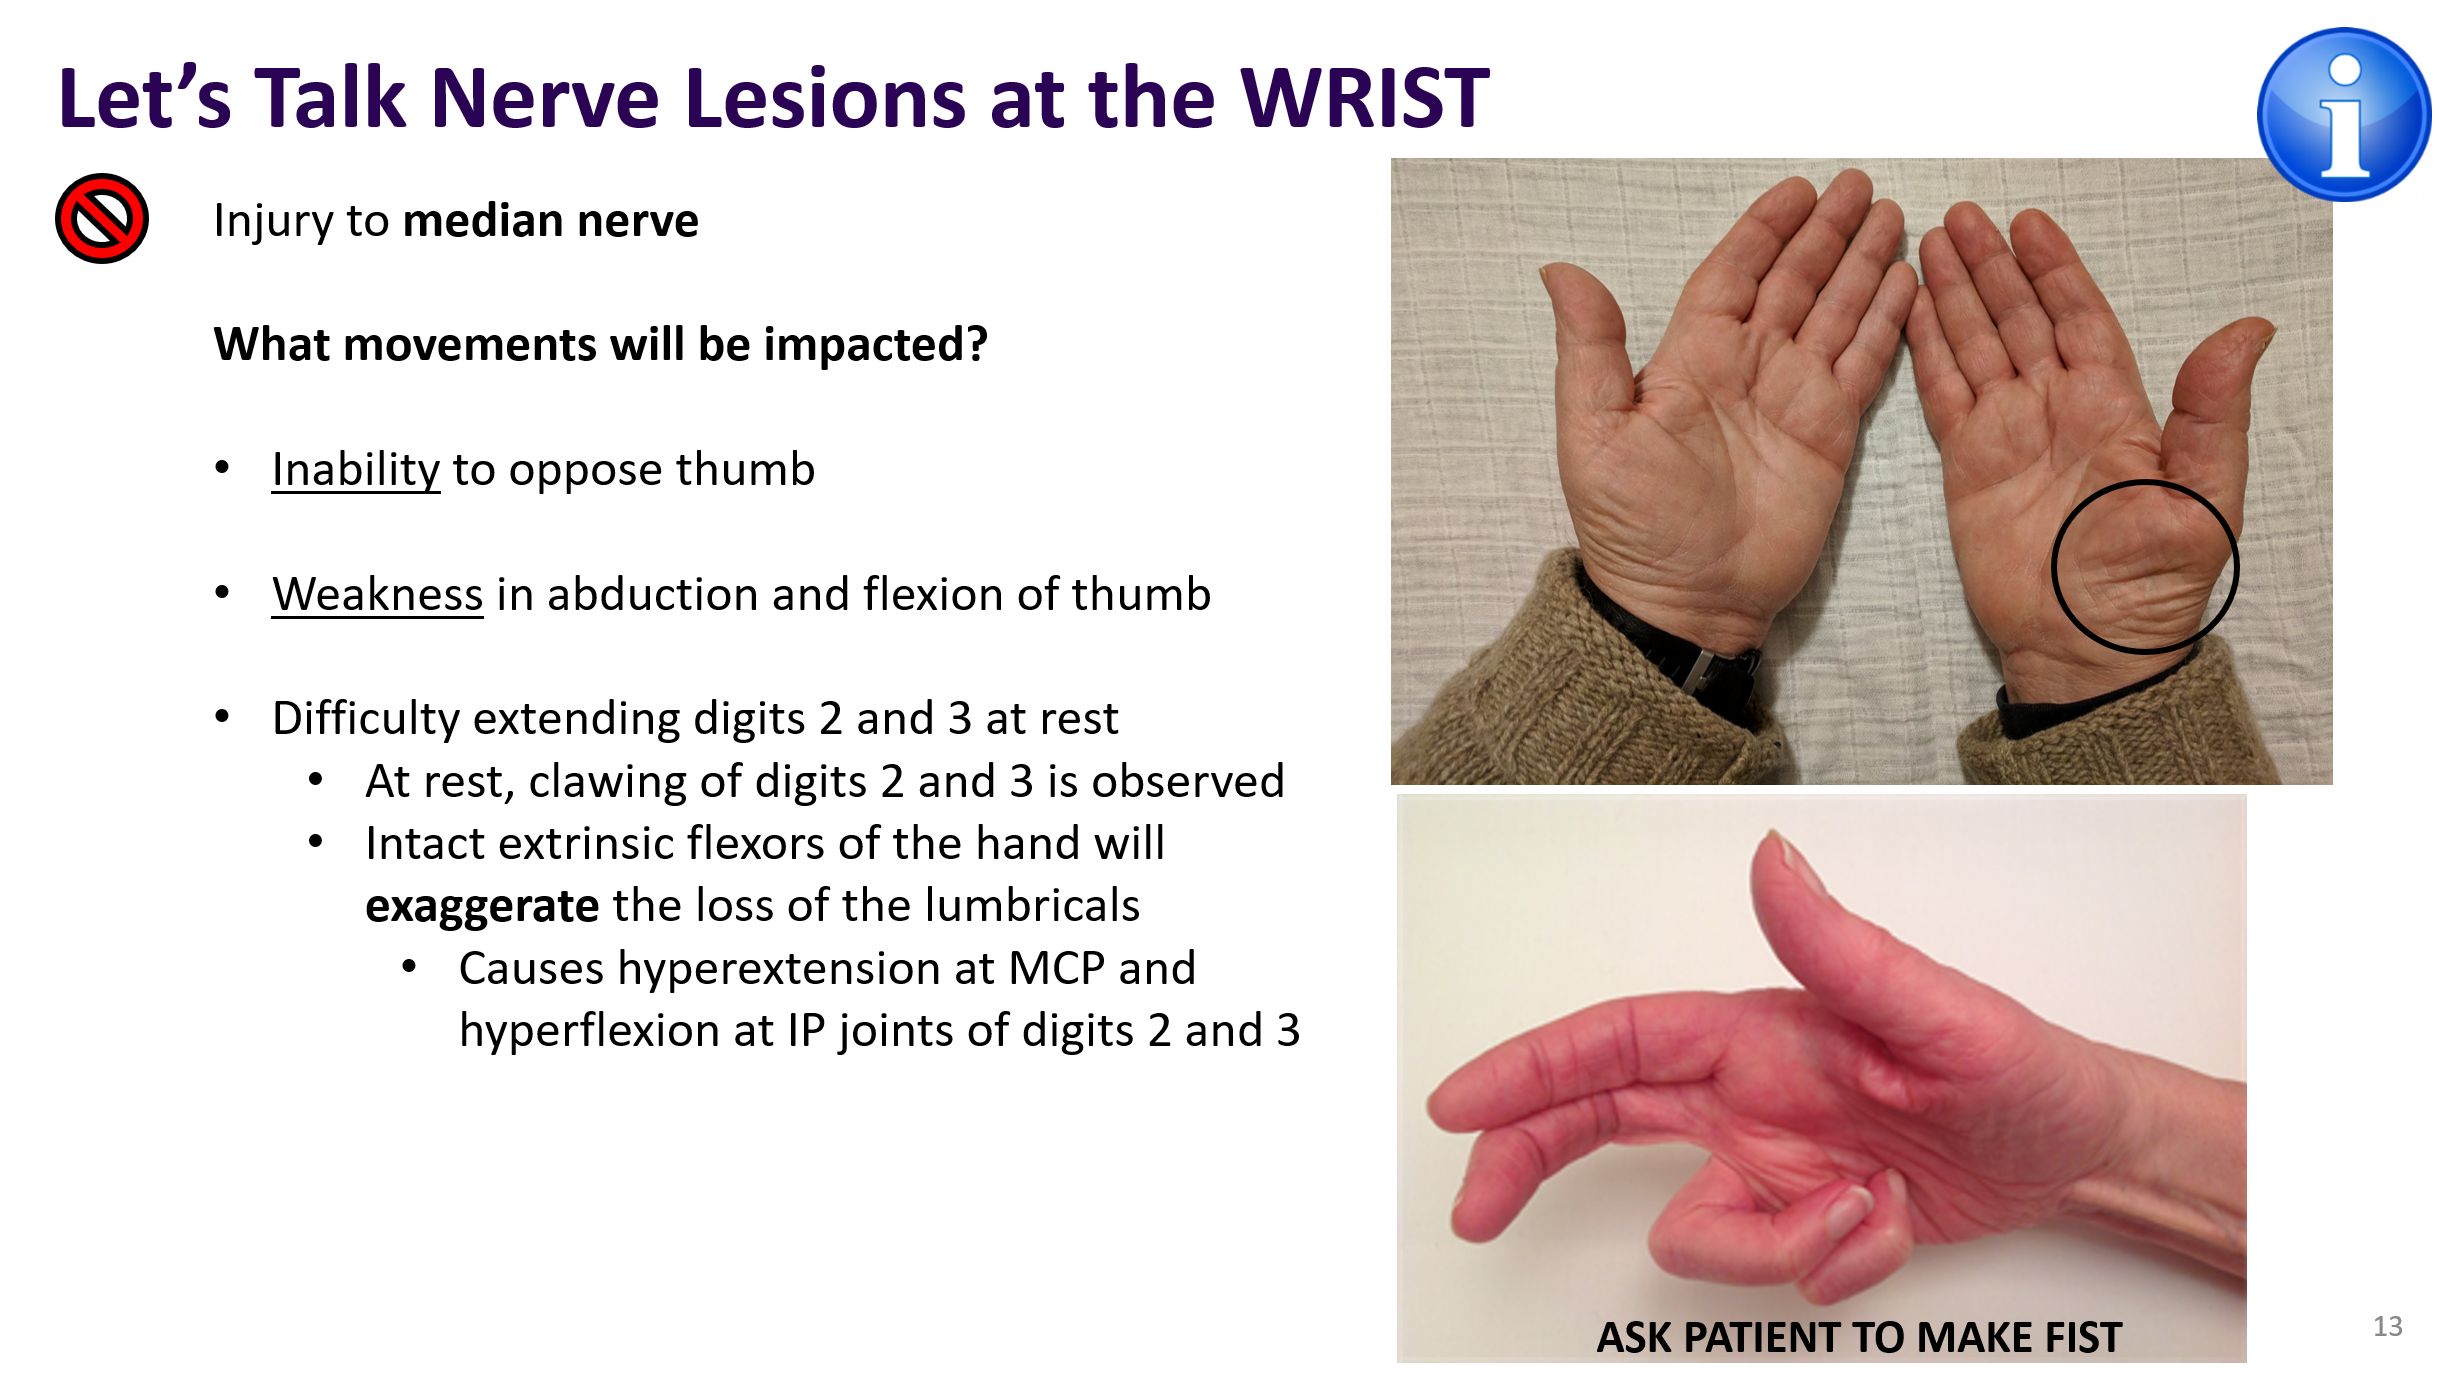 Let’s Talk Nerve Lesions at the WRIST
Injury to median nerve
What movements will be impacted?
• Inability to oppose thumb
• Weakness in abduction and flexion of thumb
• Difficulty extending digits 2 and 3 at rest
• At rest, clawing of digits 2 and 3 is observed
• Intact extrinsic flexors of the hand will
exaggerate the loss of the lumbricals
• Causes hyperextension at MCP and
hyperflexion at IP joints of digits 2 and 3
ASK PATIENT TO MAKE FIST
13